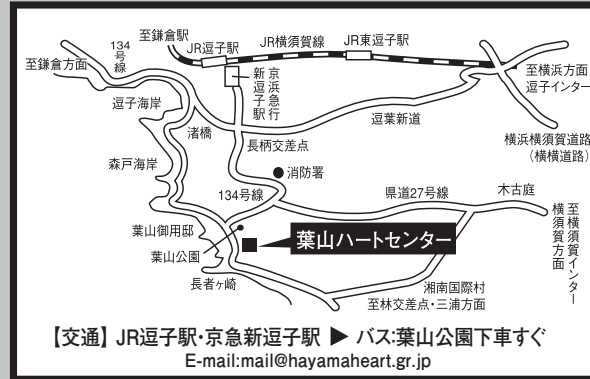 134号線
至鎌倉駅
JR逗子駅
JR横須賀線
JR東逗子駅
至鎌倉方面
新逗子駅
京浜急行
至横浜方面
逗子インター
逗子海岸
渚橋
逗葉新道
長柄交差点
横浜横須賀道路
(横横道路)
森戸海岸
消防署
134号線
県道27号線
木古庭
葉山御用邸
葉山公園
葉山ハートセンター
至横須賀インター
横須賀方面
長者ヶ崎
湘南国際村
至林交差点・三浦方面
【交通】JR逗子駅・京急新逗子駅 ▶ バス:葉山公園下車すぐ
E-mail:mail@hayamaheart.gr.jp